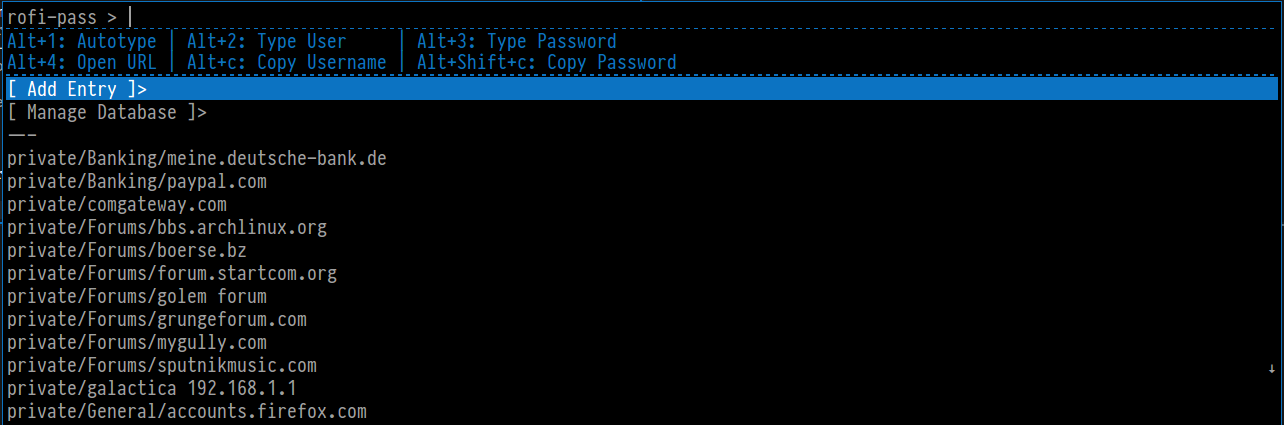 rofi-pass >
Alt+1: Autotype | Alt+2: Type User | Alt+3: Type Password
Alt+4: Open URL | Alt+c: Copy Username | Alt+Shift+c: Copy Password
[ Add Entry ]>
[ Manage Database ]>
——–
private/Banking/meine.deutsche-bank.de
private/Banking/paypal.com
private/comgateway.com
private/Forums/bbs.archlinux.org
private/Forums/boerse.bz
private/Forums/forum.startcom.org
private/Forums/golem forum
private/Forums/grungeforum.com
private/Forums/mygully.com
private/Forums/sputnikmusic.com
↓
private/galactica 192.168.1.1
private/General/accounts.firefox.com